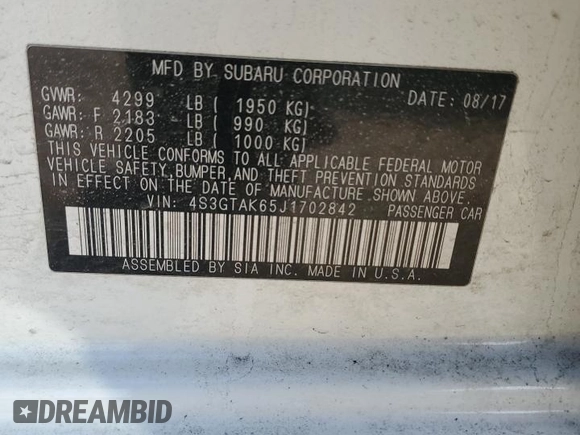 MFD BY SUBARU CORPORATION
GVWR: 4299 LB ( 1950 KG) DATE: 08/17
GAWR: F 2183 LB ( 990 KG)
GAWR: R 2205 LB ( 1000 KG)
THIS VEHICLE CONFORMS TO ALL APPLICABLE FEDERAL MOTOR
VEHICLE SAFETY,BUMPER,AND THEFT PREVENTION STANDARDS
IN EFFECT ON THE DATE OF MANUFACTURE SHOWN ABOVE.
VIN: 4S3GTAK65J1702842 PASSENGER CAR
ASSEMBLED BY SIA INC. MADE IN U.S.A.
DREAMBID